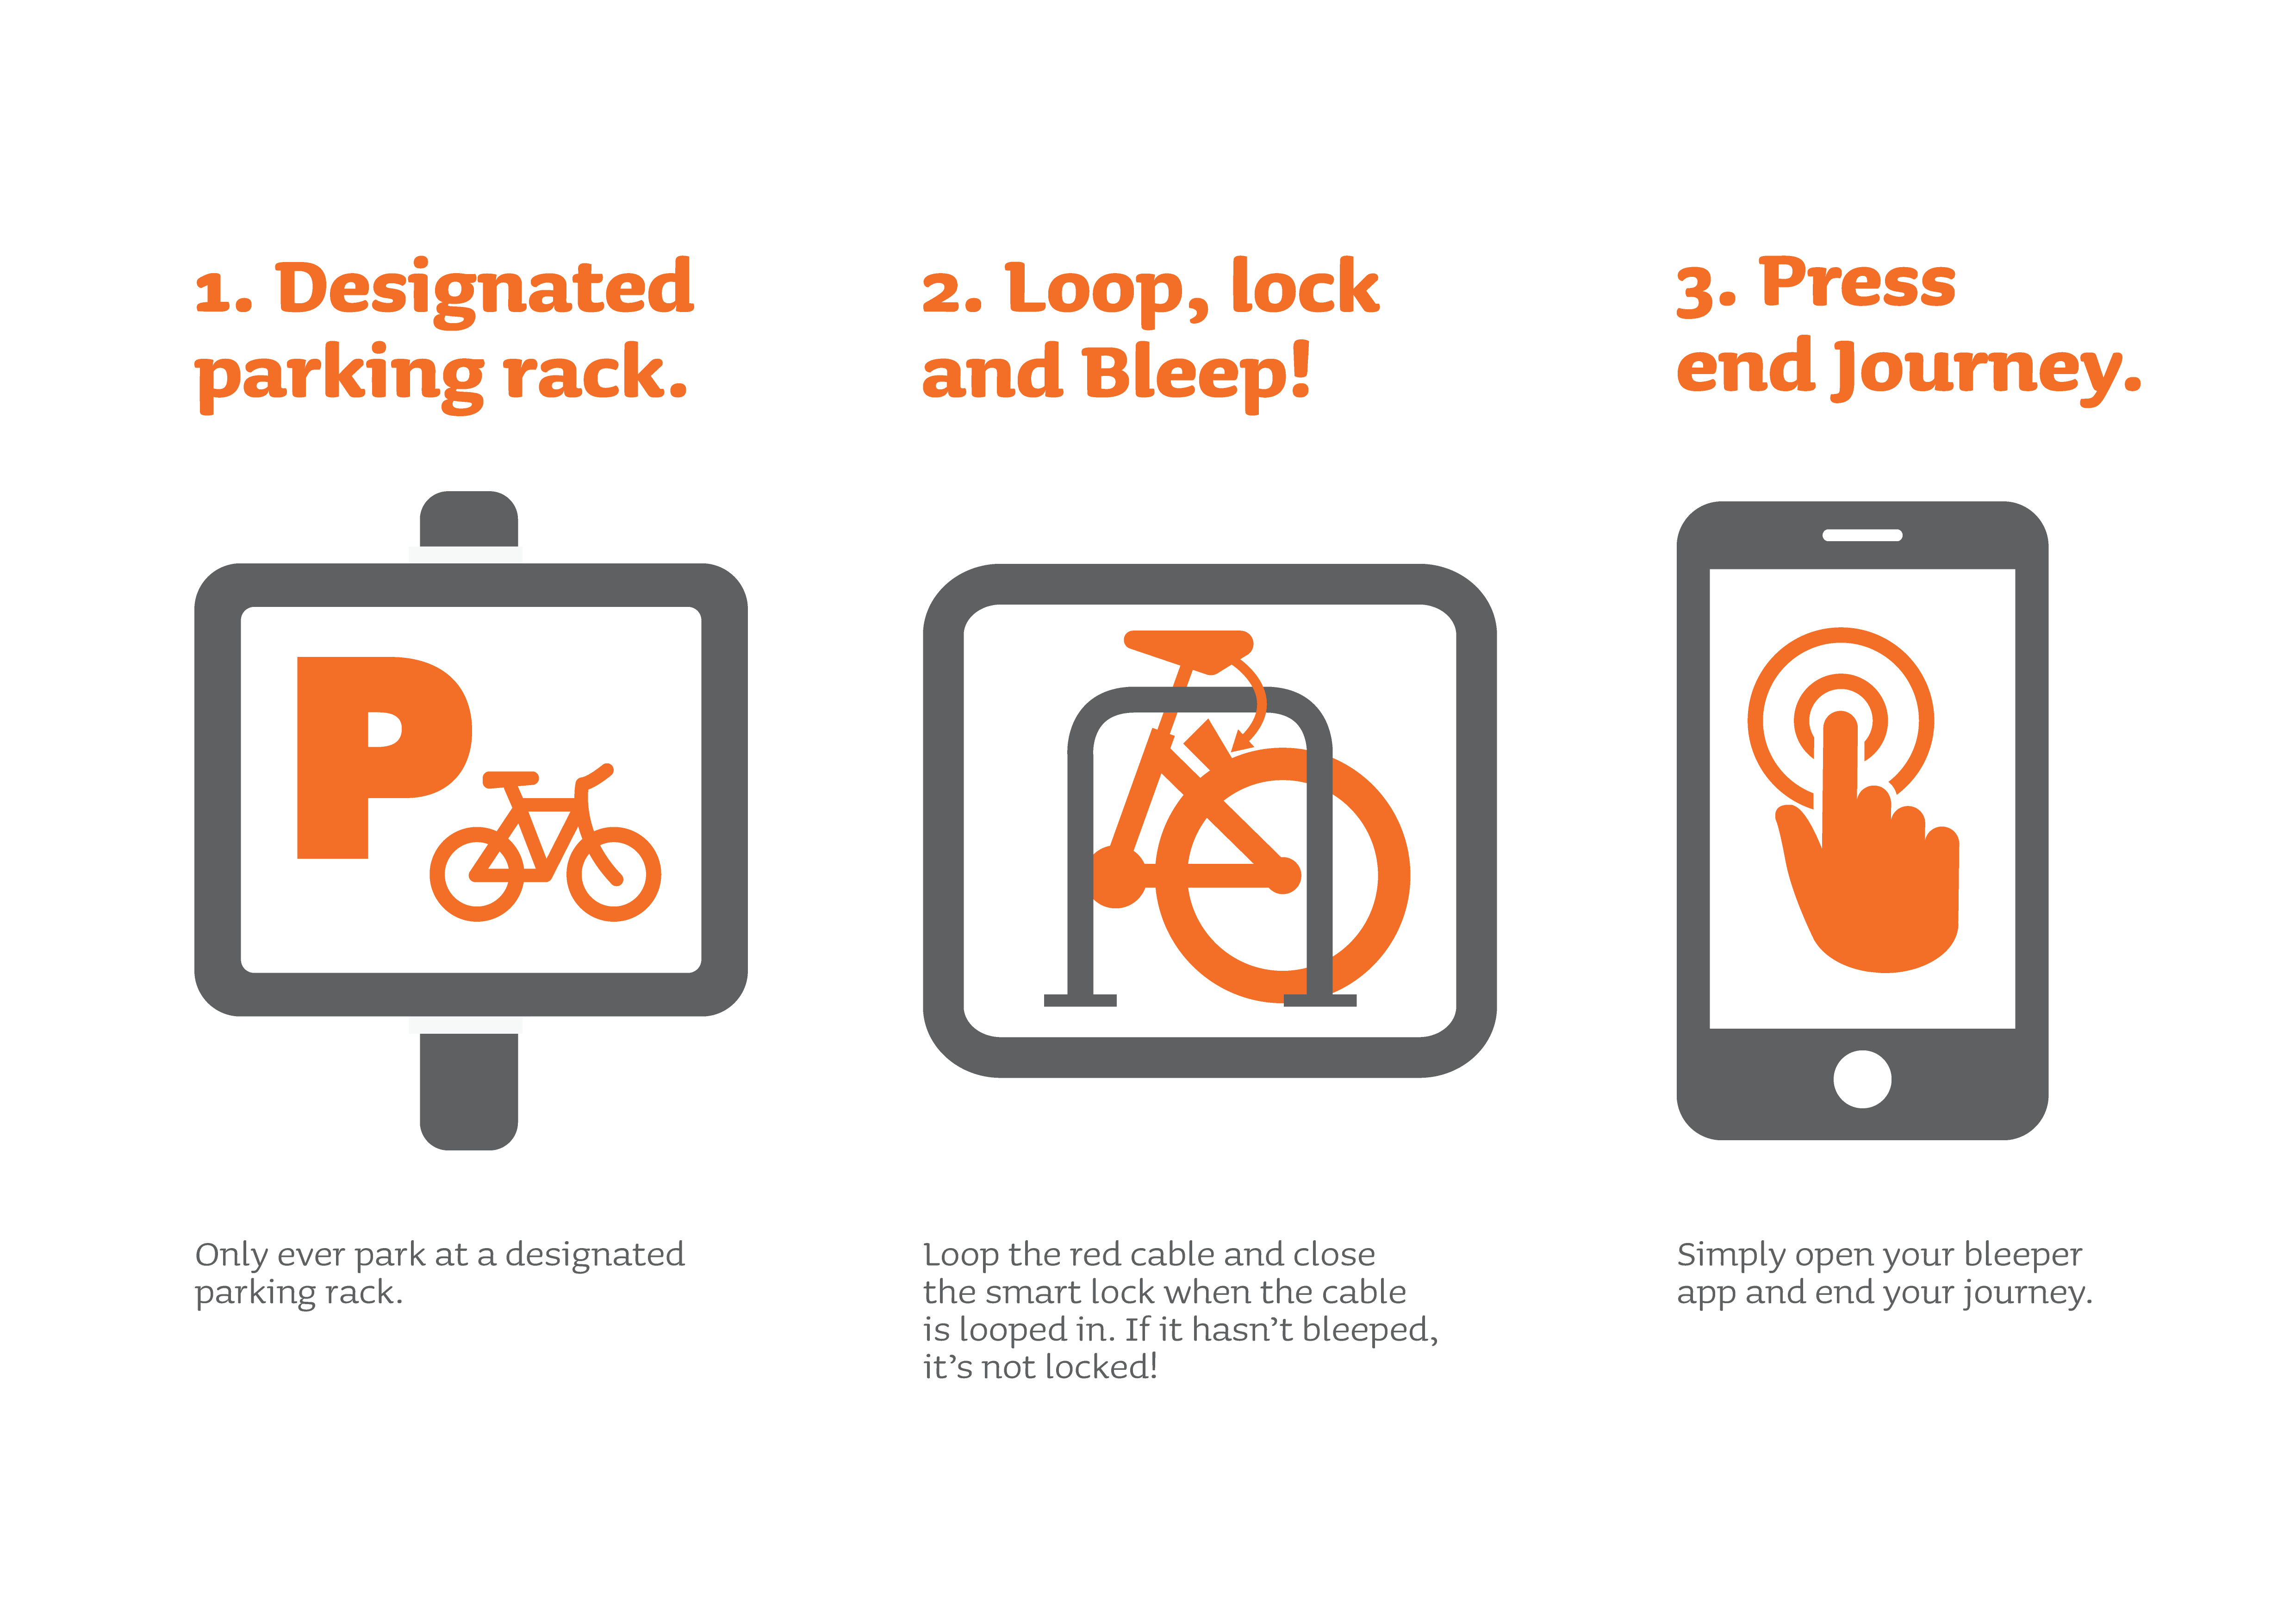 1. Designated
parking rack.
2. Loop, lock
and Bleep!
3. Press
end Journey.
P
Only ever park at a designated
parking rack.
Loop the red cable and close
the smart lock when the cable
is looped in. If it hasn’t bleeped,
it’s not locked!
Simply open your bleeper
app and end your journey.